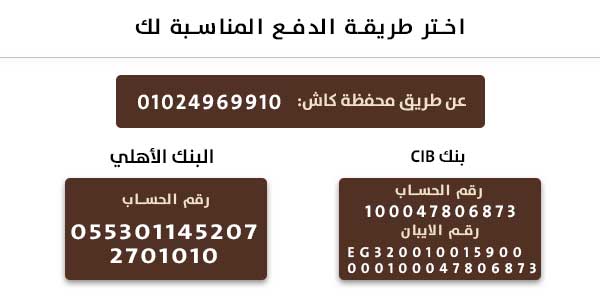 اختر طريقة الدفع المناسبة لك
عن طريق محفظة كاش: 01024969910
بنك CIB
رقم الحساب
100047806873
رقم الايبان
EG320010015900
000100047806873
البنك الأهلي
رقم الحساب
055301145207
2701010